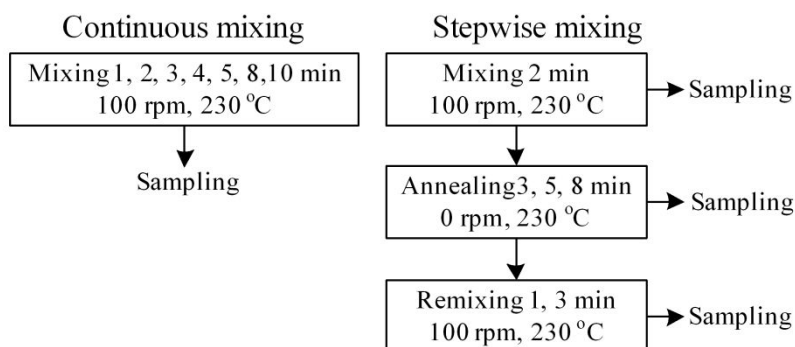 Continuous mixing
Mixing 1, 2, 3, 4, 5, 8,10 min
100 rpm, 230 °C
Sampling
Stepwise mixing
Mixing 2 min
100 rpm, 230 °C
Sampling
Annealing3, 5, 8 min
0 rpm, 230 °C
Sampling
Remixing 1, 3 min
100 rpm, 230 °C
Sampling